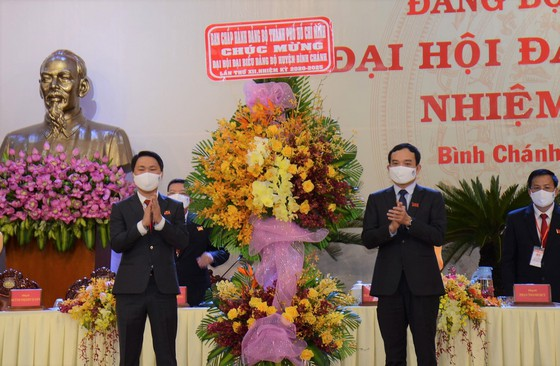 BAN CHẤP HÀNH ĐẢNG BỘ THÀNH PHỐ HỒ CHÍ MINH
CHÚC MỪNG
ĐẠI HỘI ĐẠI BIỂU ĐẢNG BỘ HUYỆN BÌNH CHÁNH
LẦN THỨ XII, NHIỆM KỲ 2020-2025
ĐẢNG BỘ
ĐẠI HỘI ĐẠ
NHIỆM
Bình Chánh